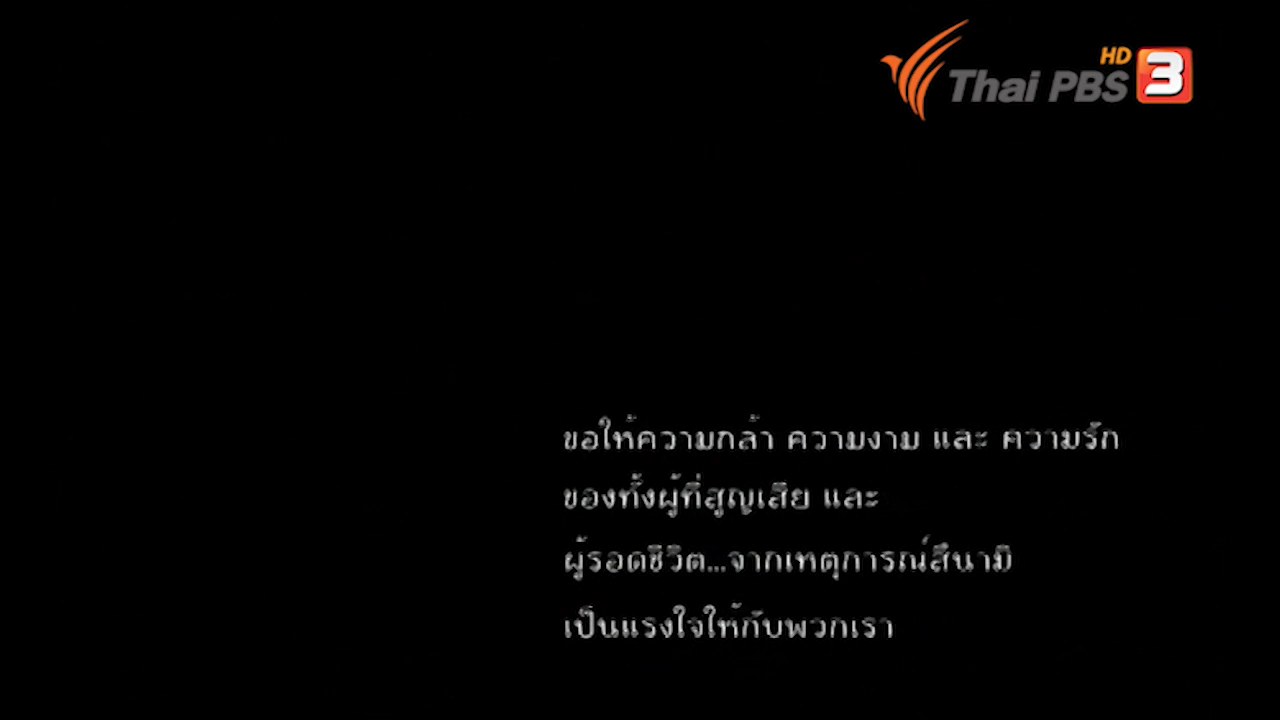 HD
Thai PBS 3
ขอให้ความกล้า ความงาม และ ความรัก
ของทั้งผู้ที่สูญเสีย และ
ผู้รอดชีวิต...จากเหตุการณ์สึนามิ
เป็นแรงใจให้กับพวกเรา